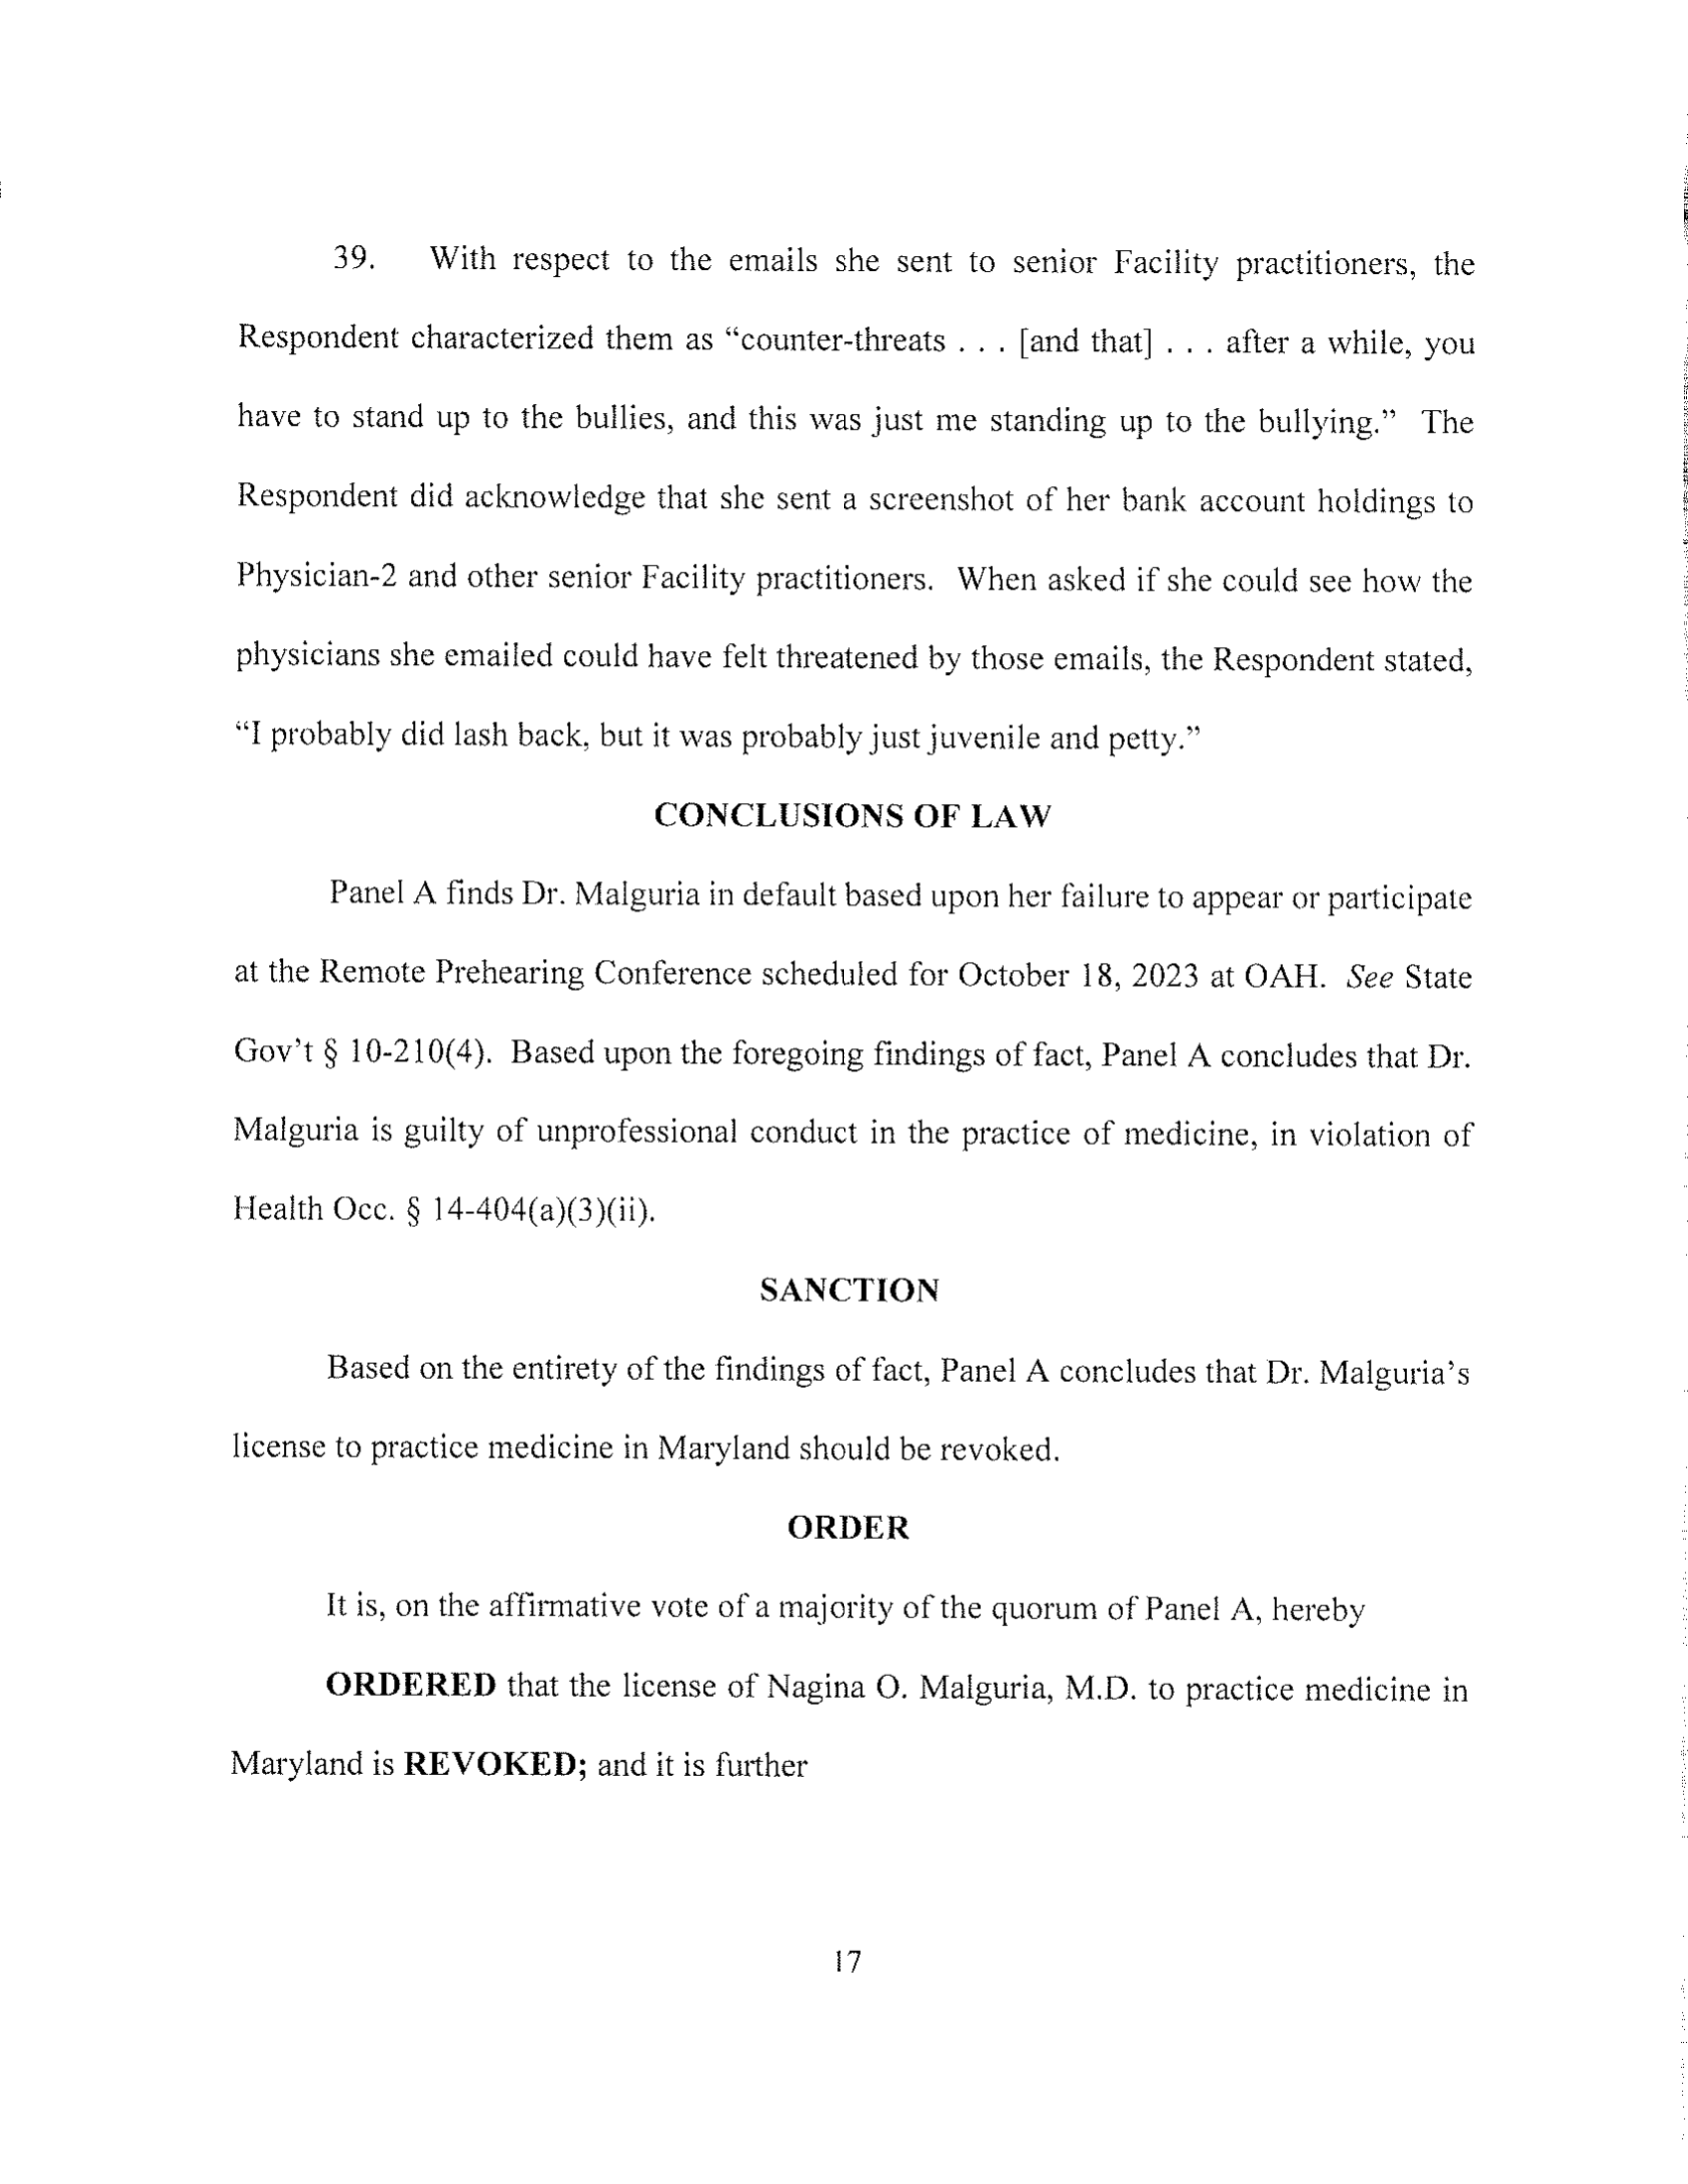 39. With respect to the emails she sent to senior Facility practitioners, the
Respondent characterized them as “counter-threats . . . [and that] . . . after a while, you
have to stand up to the bullies, and this was just me standing up to the bullying.” The
Respondent did acknowledge that she sent a screenshot of her bank account holdings to
Physician-2 and other senior Facility practitioners. When asked if she could see how the
physicians she emailed could have felt threatened by those emails, the Respondent stated,
“I probably did lash back, but it was probably just juvenile and petty.”
CONCLUSIONS OF LAW
Panel A finds Dr. Malguria in default based upon her failure to appear or participate
at the Remote Prehearing Conference scheduled for October 18, 2023 at OAH. See State
Gov’t § 10-210(4). Based upon the foregoing findings of fact, Panel A concludes that Dr.
Malguria is guilty of unprofessional conduct in the practice of medicine, in violation of
Health Occ. § 14-404(a)(3)(ii).
SANCTION
Based on the entirety of the findings of fact, Panel A concludes that Dr. Malguria’s
license to practice medicine in Maryland should be revoked.
ORDER
It is, on the affirmative vote of a majority of the quorum of Panel A, hereby
ORDERED that the license of Nagina O. Malguria, M.D. to practice medicine in
Maryland is REVOKED; and it is further
17